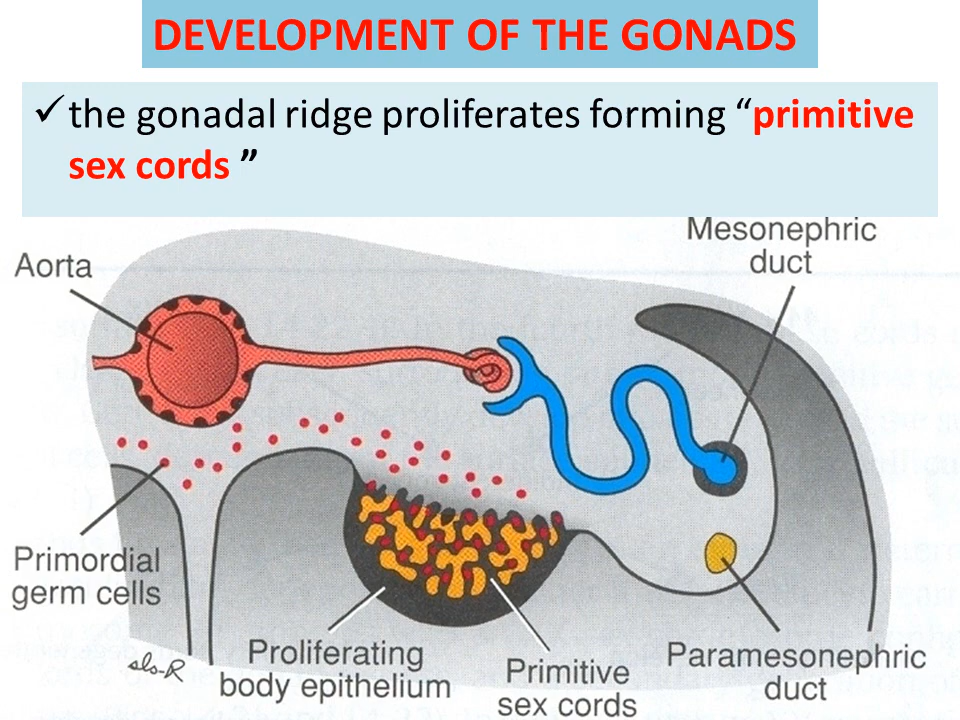 DEVELOPMENT OF THE GONADS
✓ the gonadal ridge proliferates forming “primitive
sex cords ”
Mesonephric
duct
Aorta
Primordial
germ cells
Proliferating
body epithelium
Primitive
sex cords
Paramesonephric
duct
slo-R